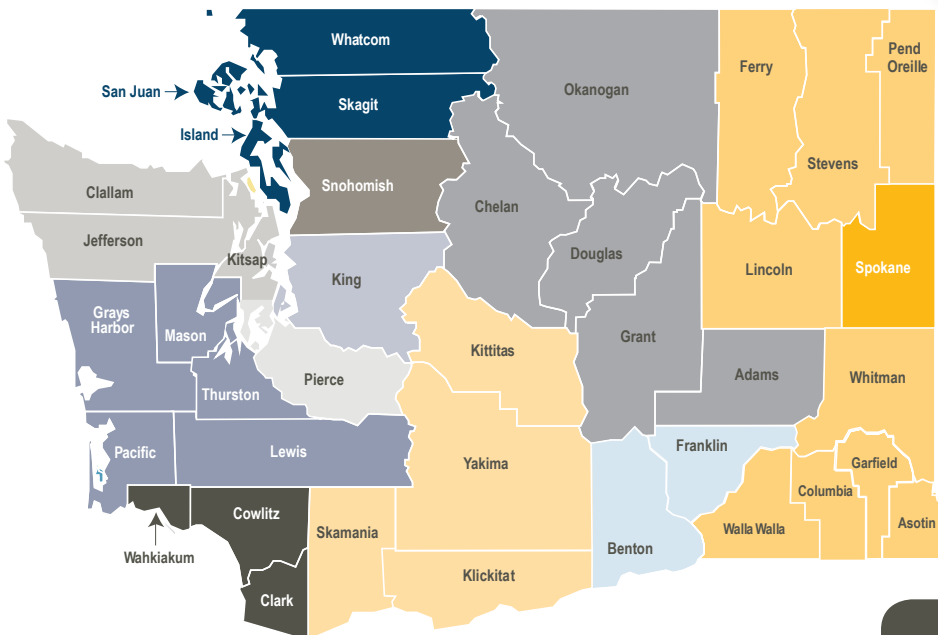 Whatcom
San Juan
Skagit
Island
Okanogan
Ferry
Pend
Oreille
Stevens
Snohomish
Clallam
Chelan
Jefferson
Kitsap
Douglas
Lincoln
Spokane
King
Grays
Harbor
Mason
Grant
Kittitas
Pierce
Adams
Whitman
Thurston
Pacific
Lewis
Yakima
Franklin
Garfield
Columbia
Cowlitz
Skamania
Walla Walla
Asotin
Wahkiakum
Benton
Klickitat
Clark